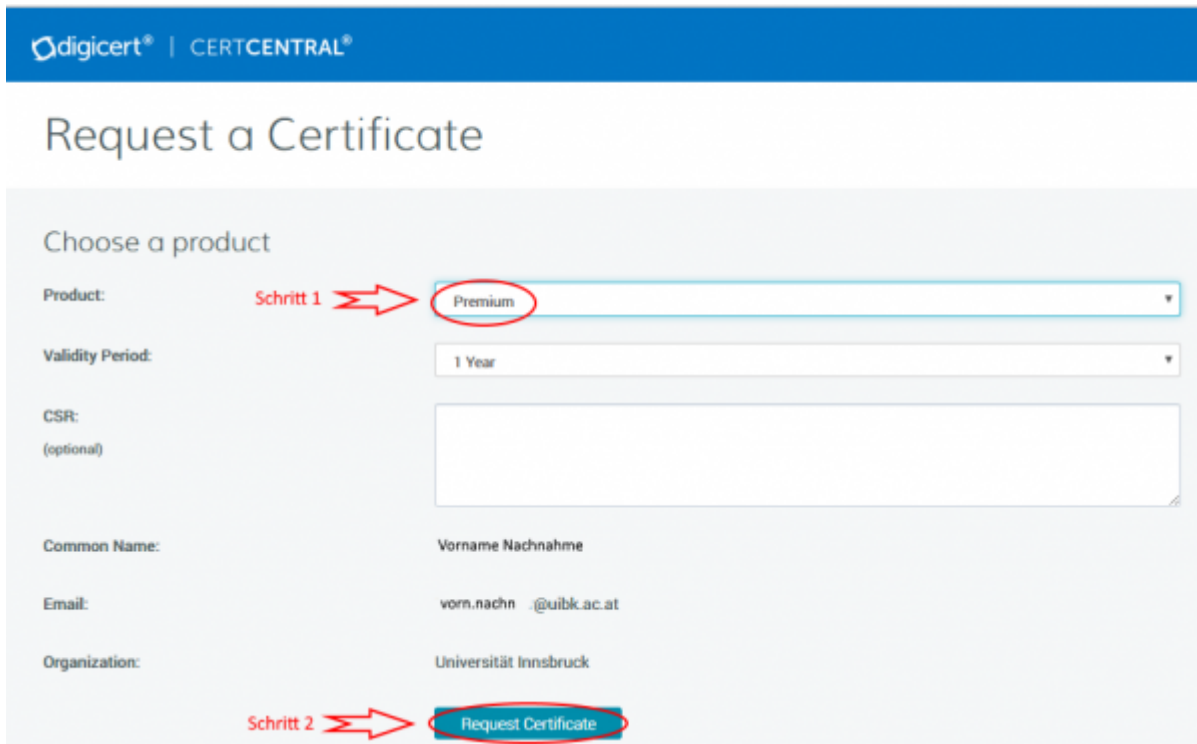 digicert® | CERTCENTRAL®
Request a Certificate
Choose a product
Product: Schritt 1 Premium
Validity Period: 1 Year
CSR:
(optional)
Common Name: Vorname Nachnahme
Email: vorn.nachn @uibk.ac.at
Organization: Universität Innsbruck
Schritt 2 Request Certificate